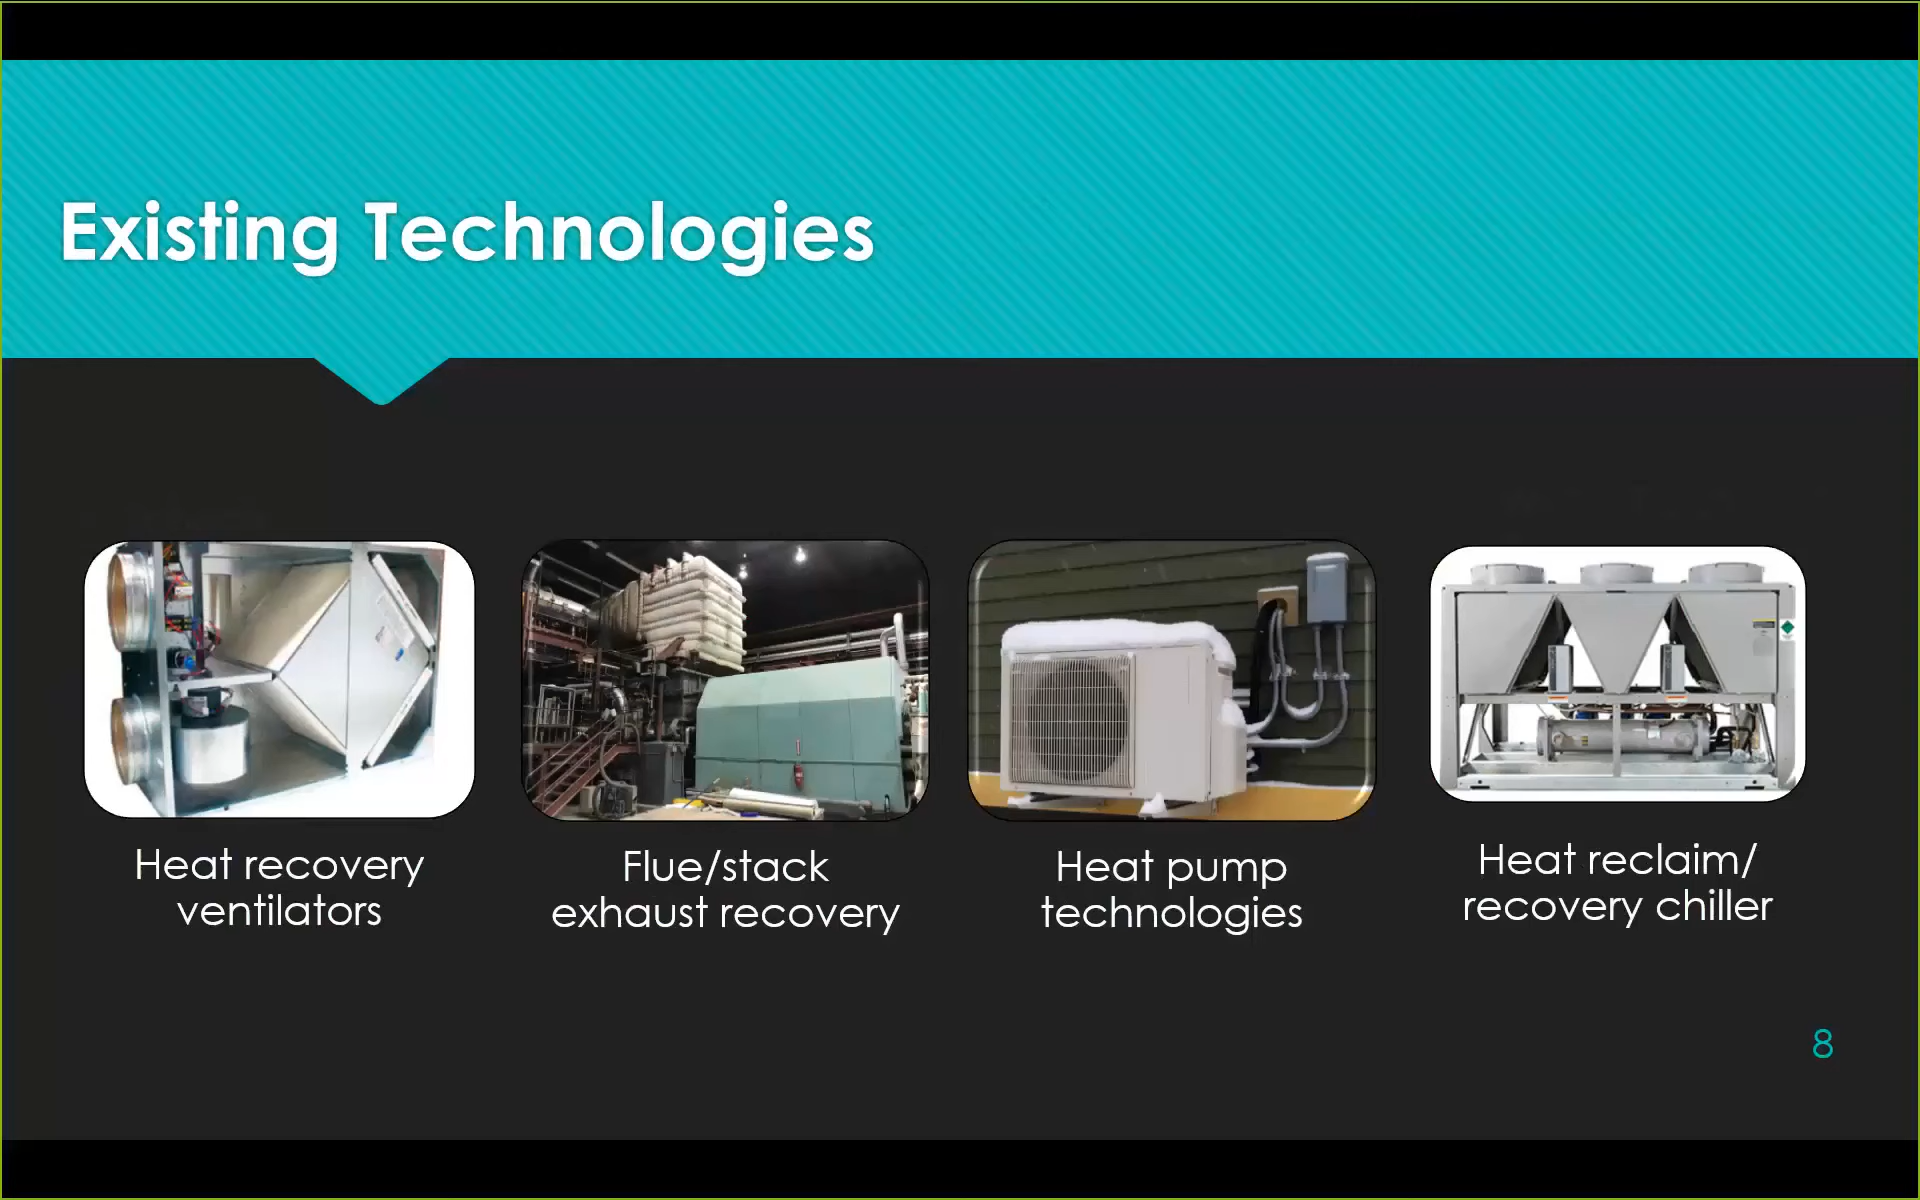 Existing Technologies
Heat recovery
ventilators
Flue/stack
exhaust recovery
Heat pump
technologies
Heat reclaim/
recovery chiller
8